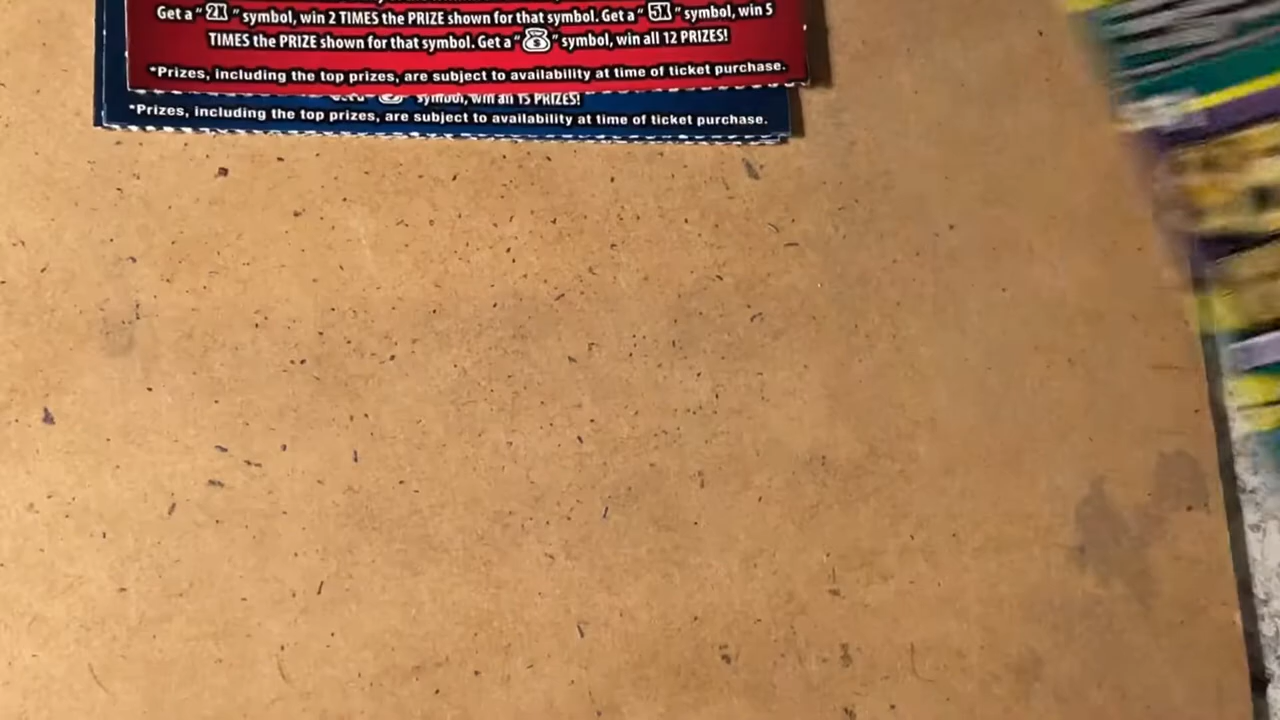 Get a " 2X " symbol, win 2 TIMES the PRIZE shown for that symbol. Get a " 5X " symbol, win 5
TIMES the PRIZE shown for that symbol. Get a " " symbol, win all 12 PRIZES!
*Prizes, including the top prizes, are subject to availability at time of ticket purchase.
symbol, win all 15 PRIZES!
*Prizes, including the top prizes, are subject to availability at time of ticket purchase.